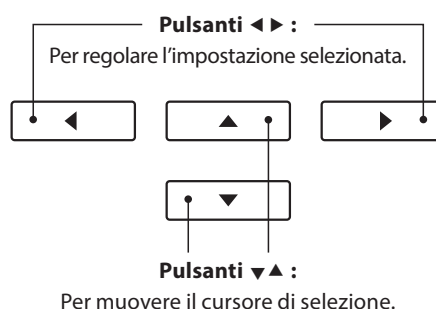 Pulsanti ◀ ▶ :
Per regolare l’impostazione selezionata.
Pulsanti ▼ ▲ :
Per muovere il cursore di selezione.